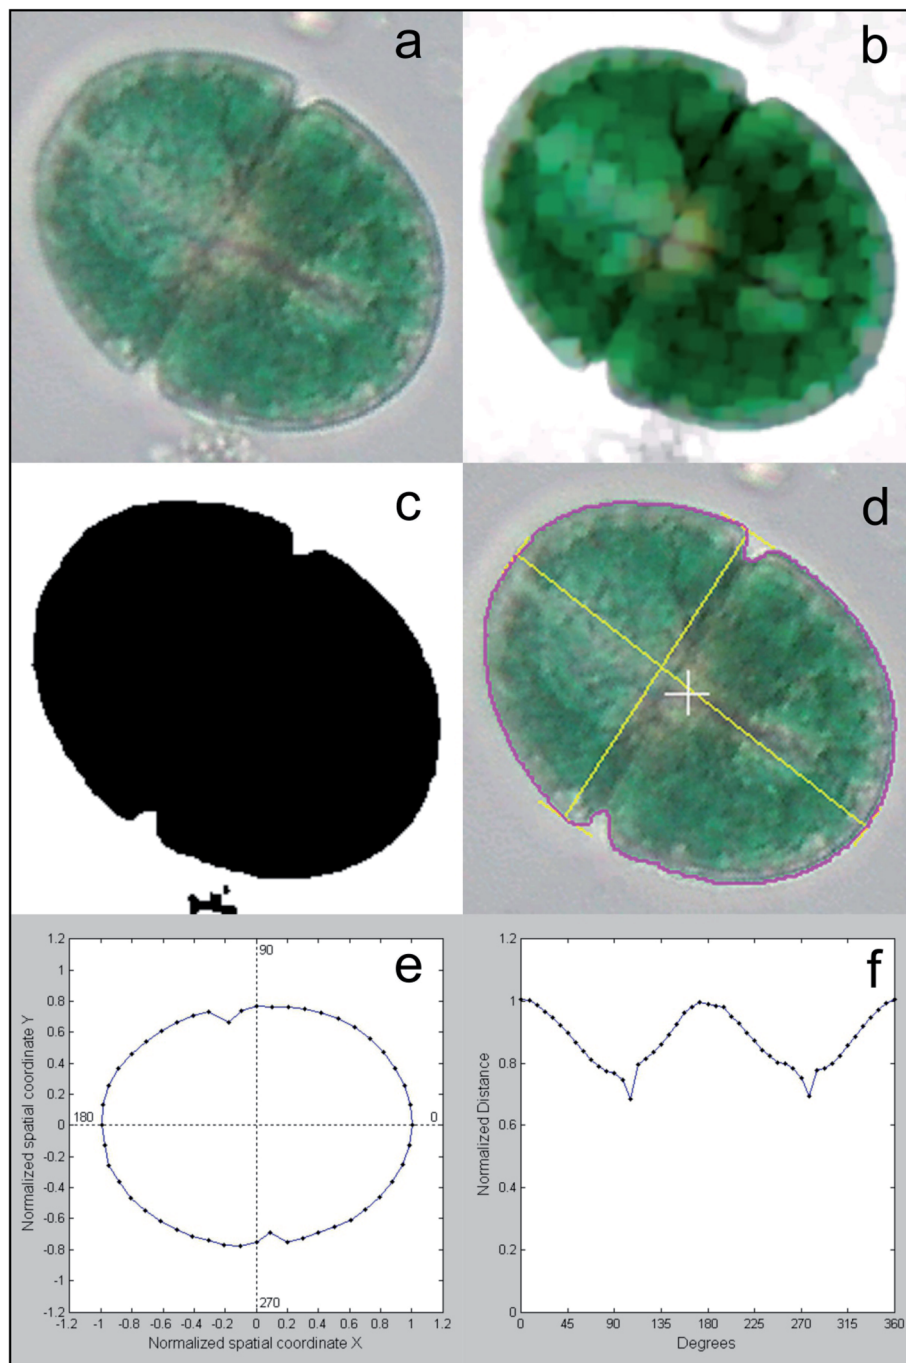 a
b
c
d
e
1.2
1
0.8
0.6
0.4
0.2
0
-0.2
-0.4
-0.6
-0.8
-1
-1.2
-1.2 -1 -0.8 -0.6 -0.4 -0.2 0 0.2 0.4 0.6 0.8 1 1.2
90
180
0
270
Normalized spatial coordinate Y
Normalized spatial coordinate X
f
1.2
1
0.8
0.6
0.4
0.2
0
0 45 90 135 180 225 270 315 360
Normalized Distance
Degrees